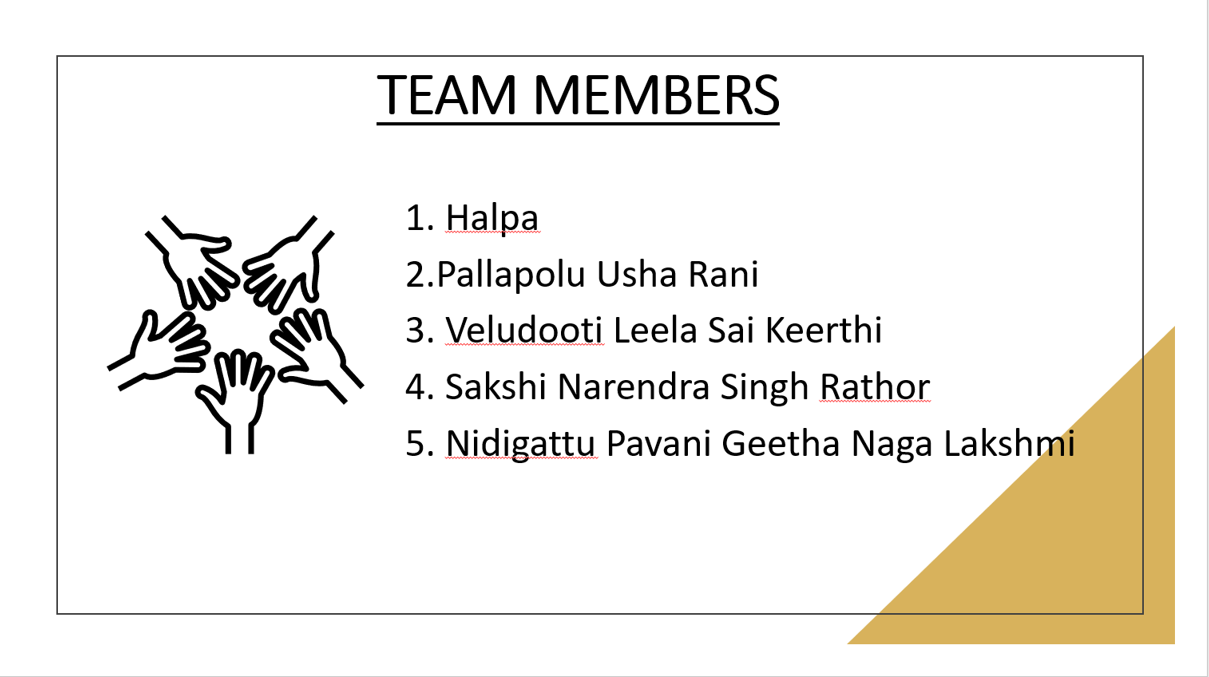 TEAM MEMBERS
1. Halpa
2.Pallapolu Usha Rani
3. Veludooti Leela Sai Keerthi
4. Sakshi Narendra Singh Rathor
5. Nidigattu Pavani Geetha Naga Lakshmi